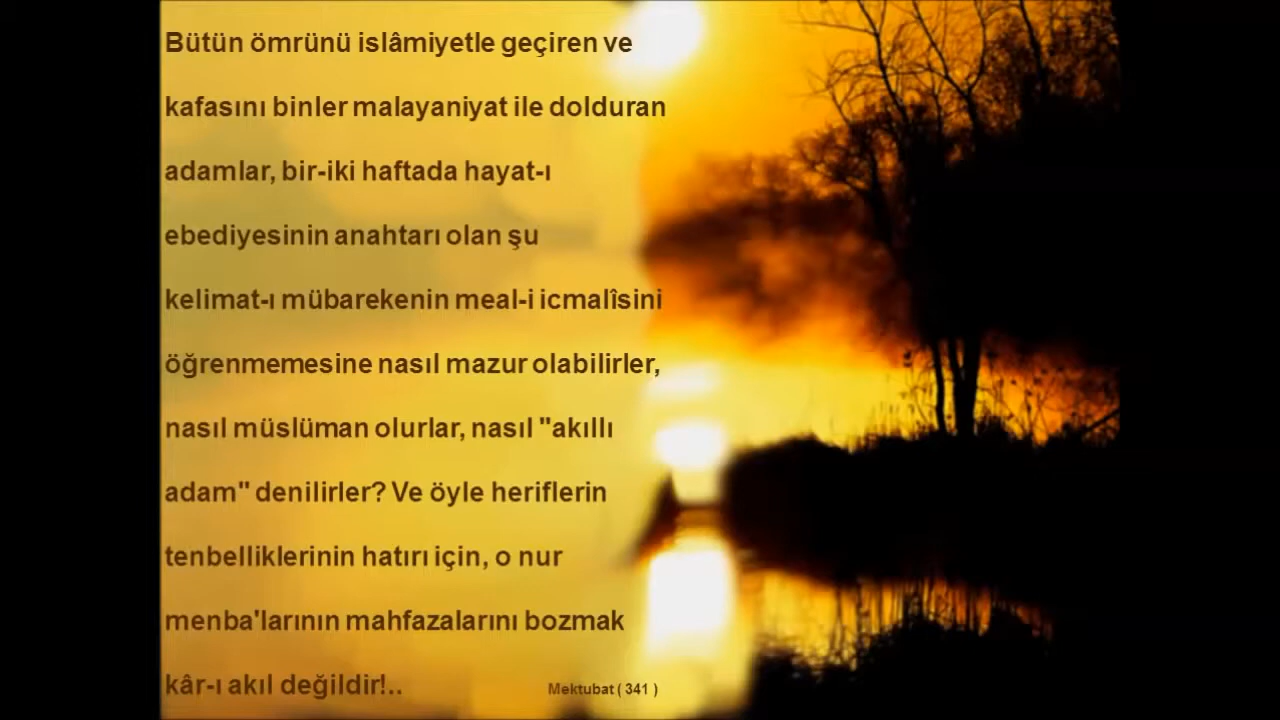 Bütün ömrünü islâmiyetle geçiren ve
kafasını binler malayaniyat ile dolduran
adamlar, bir-iki haftada hayat-ı
ebediyesinin anahtarı olan şu
kelimat-ı mübarekenin meal-i icmalîsini
öğrenmemesine nasıl mazur olabilirler,
nasıl müslüman olurlar, nasıl "akıllı
adam" denilirler? Ve öyle heriflerin
tenbelliklerinin hatırı için, o nur
menba'larının mahfazalarını bozmak
kâr-ı akıl değildir!..
Mektubat ( 341 )